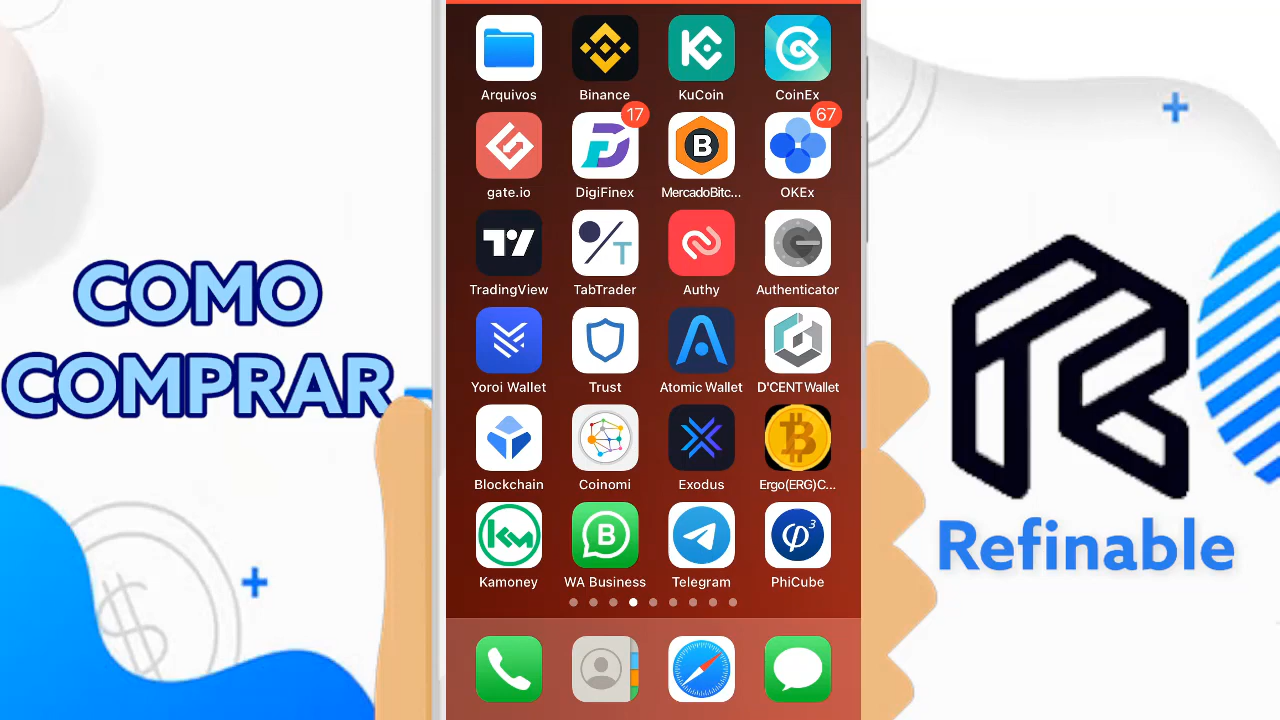 COMO
COMPRAR
Arquivos
Binance
KuCoin
CoinEx
17
67
gate.io
DigiFinex
MercadoBitc...
OKEx
TradingView
TabTrader
Authy
Authenticator
Yoroi Wallet
Trust
Atomic Wallet
D'CENT Wallet
Blockchain
Coinomi
Exodus
Ergo(ERG)C...
Kamoney
WA Business
Telegram
PhiCube
Refinable